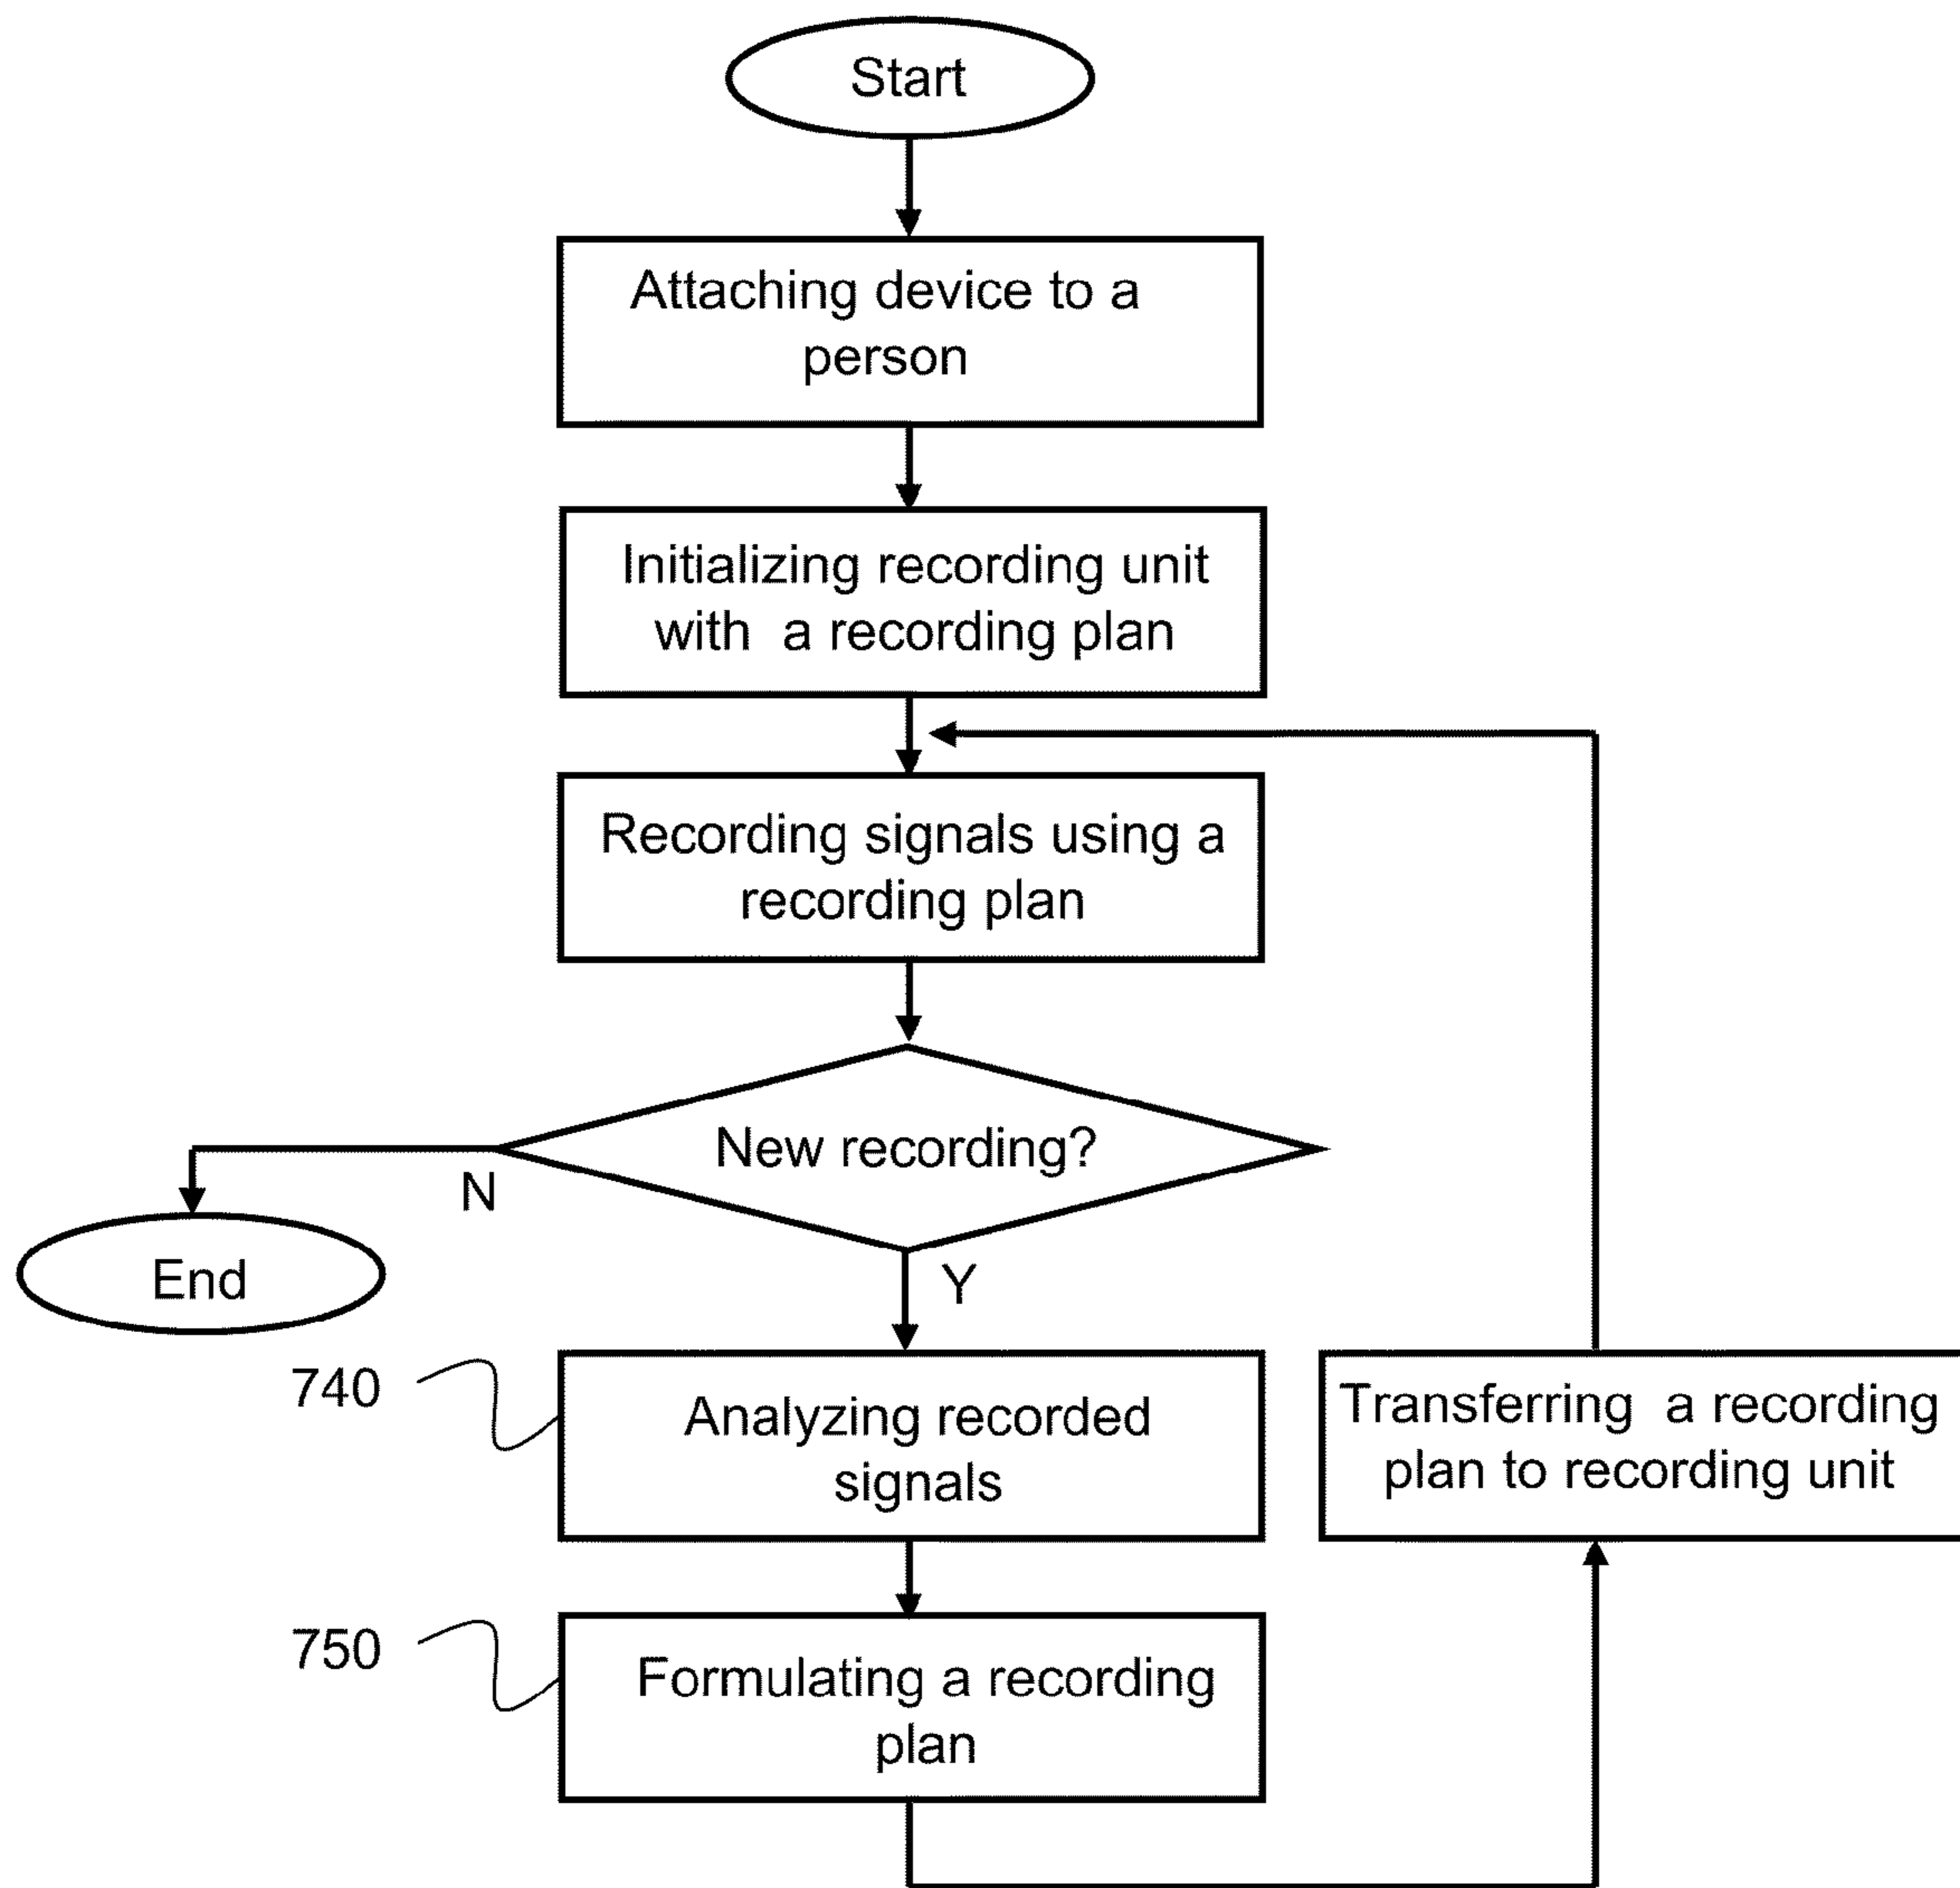 Start
Attaching device to a
person
Initializing recording unit
with a recording plan
Recording signals using a
recording plan
New recording?
N
End
Y
740
Analyzing recorded
signals
Transferring a recording
plan to recording unit
750
Formulating a recording
plan